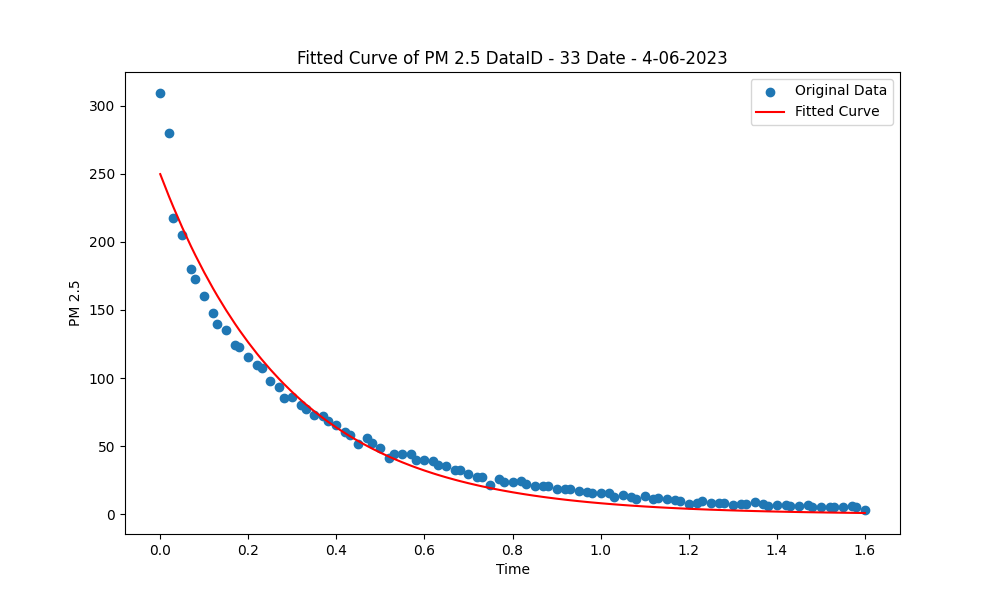 Fitted Curve of PM 2.5 DataID - 33 Date - 4-06-2023
Original Data
Fitted Curve
300
250
200
150
100
50
0
PM 2.5
0.0 0.2 0.4 0.6 0.8 1.0 1.2 1.4 1.6
Time